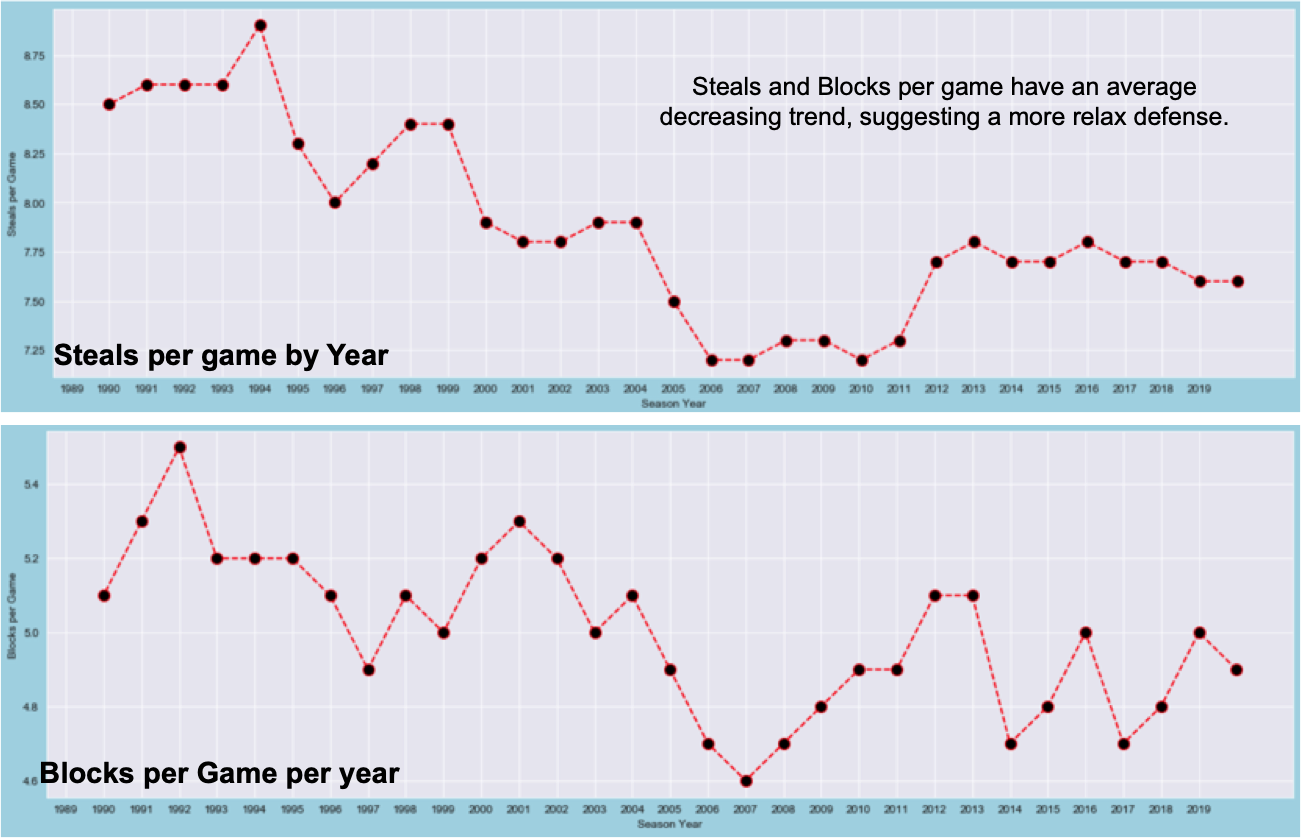 8.75
8.50
8.25
8.00
7.75
7.50
7.25
Steals per Game
Steals and Blocks per game have an average
decreasing trend, suggesting a more relax defense.
Steals per game by Year
1989 1990 1991 1992 1993 1994 1995 1996 1997 1998 1999 2000 2001 2002 2003 2004 2005 2006 2007 2008 2009 2010 2011 2012 2013 2014 2015 2016 2017 2018 2019
Season Year
5.4
5.2
5.0
4.8
4.6
Blocks per Game
Blocks per Game per year
1989 1990 1991 1992 1993 1994 1995 1996 1997 1998 1999 2000 2001 2002 2003 2004 2005 2006 2007 2008 2009 2010 2011 2012 2013 2014 2015 2016 2017 2018 2019
Season Year